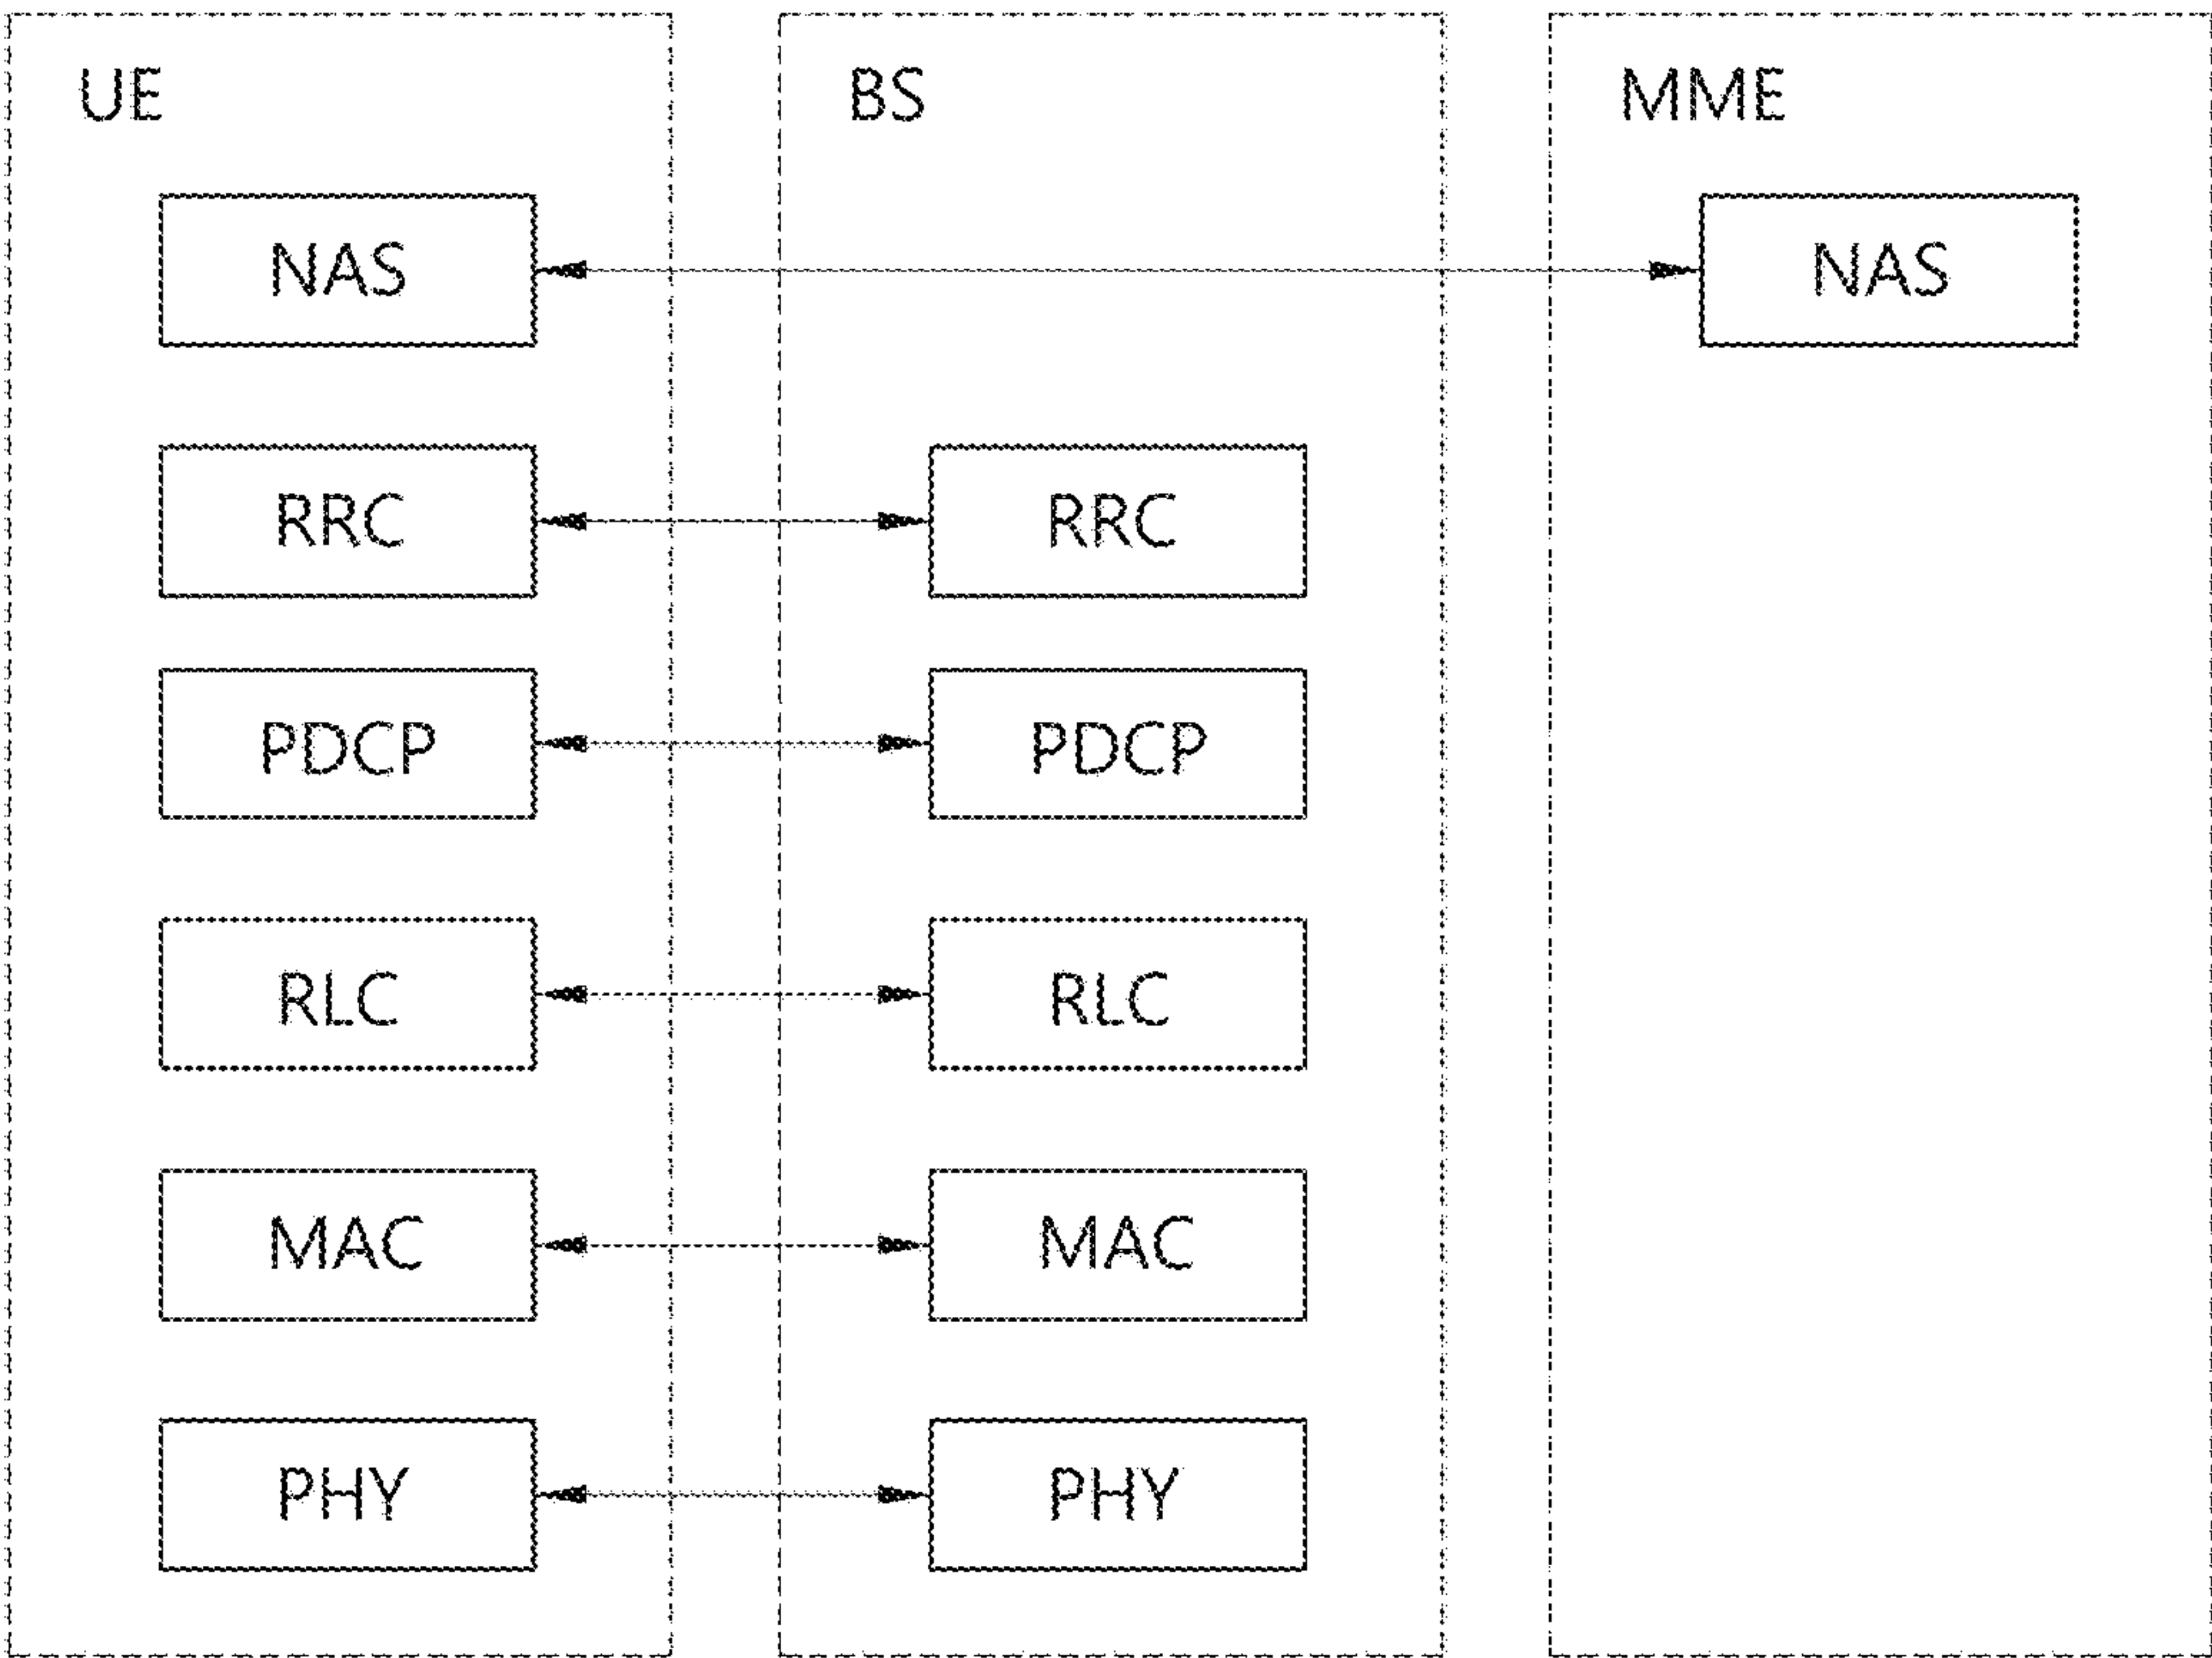 UE BS MME
NAS NAS
RRC RRC
PDCP PDCP
RLC RLC
MAC MAC
PHY PHY